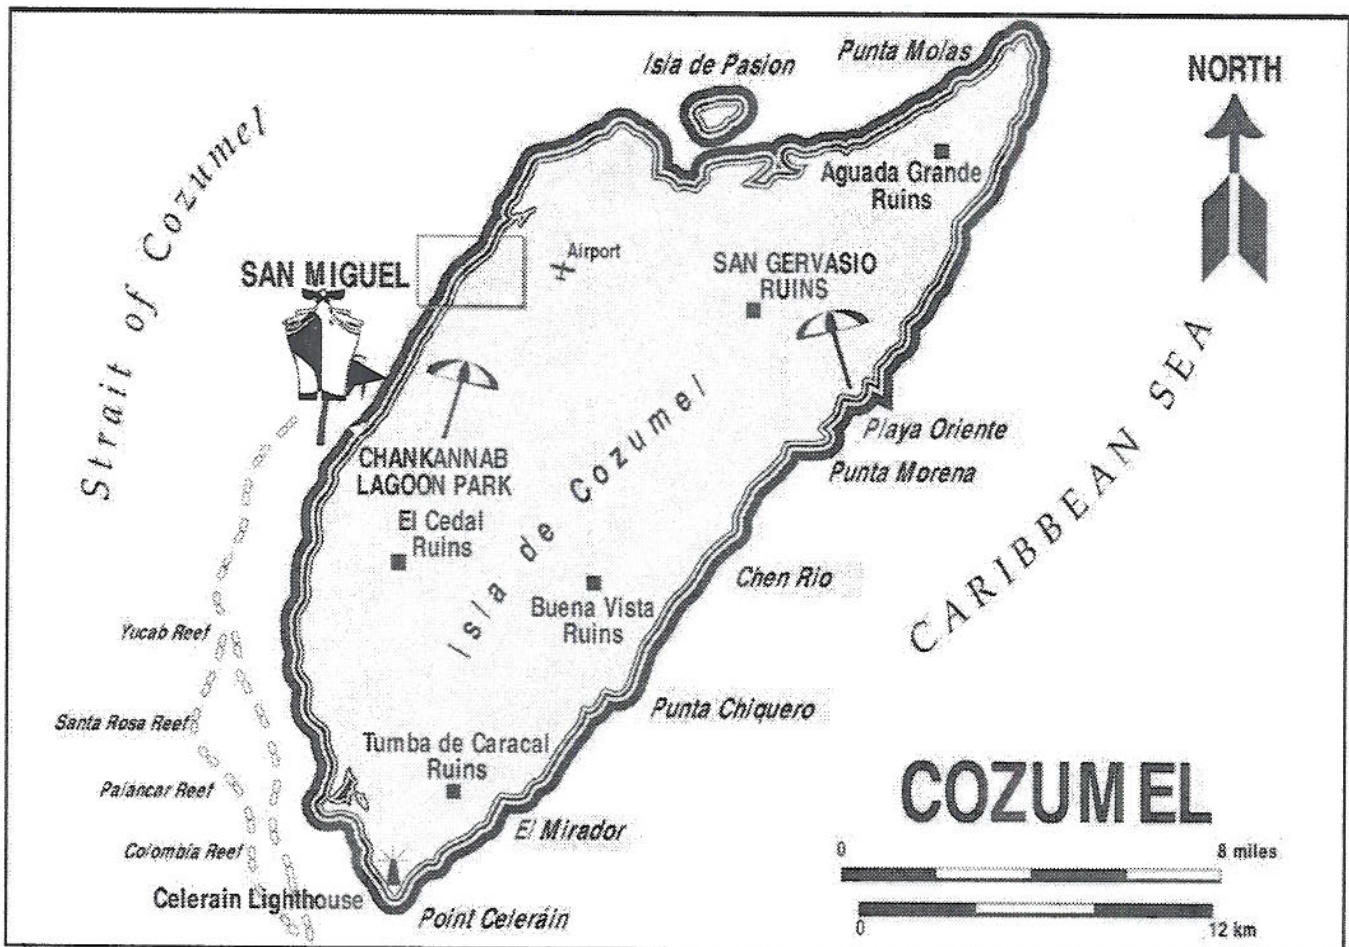 Isla de Pasion
Punta Molas
NORTH
Strait of Cozumel
Aguada Grande
Ruins
Airport
SAN MIGUEL
SAN GERVASIO
RUINS
CARIBBEAN SEA
Isla de Cozumel
Playa Oriente
Punta Morena
CHANKANNAB
LAGOON PARK
El Cedal
Ruins
Chen Rio
Buena Vista
Ruins
Yucab Reef
Santa Rosa Reef
Punta Chiquero
Tumba de Caracal
Ruins
Palancar Reef
El Mirador
Colombia Reef
Celerain Lighthouse
Point Celeráin
COZUMEL
0 8 miles
0 12 km